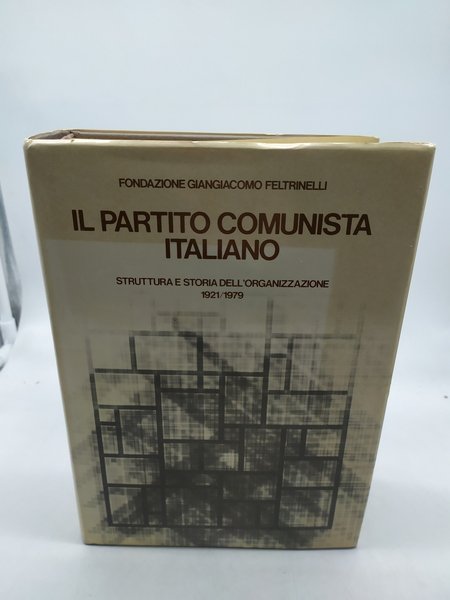 FONDAZIONE GIANGIACOMO FELTRINELLI
IL PARTITO COMUNISTA
ITALIANO
STRUTTURA E STORIA DELL'ORGANIZZAZIONE
1921/1979